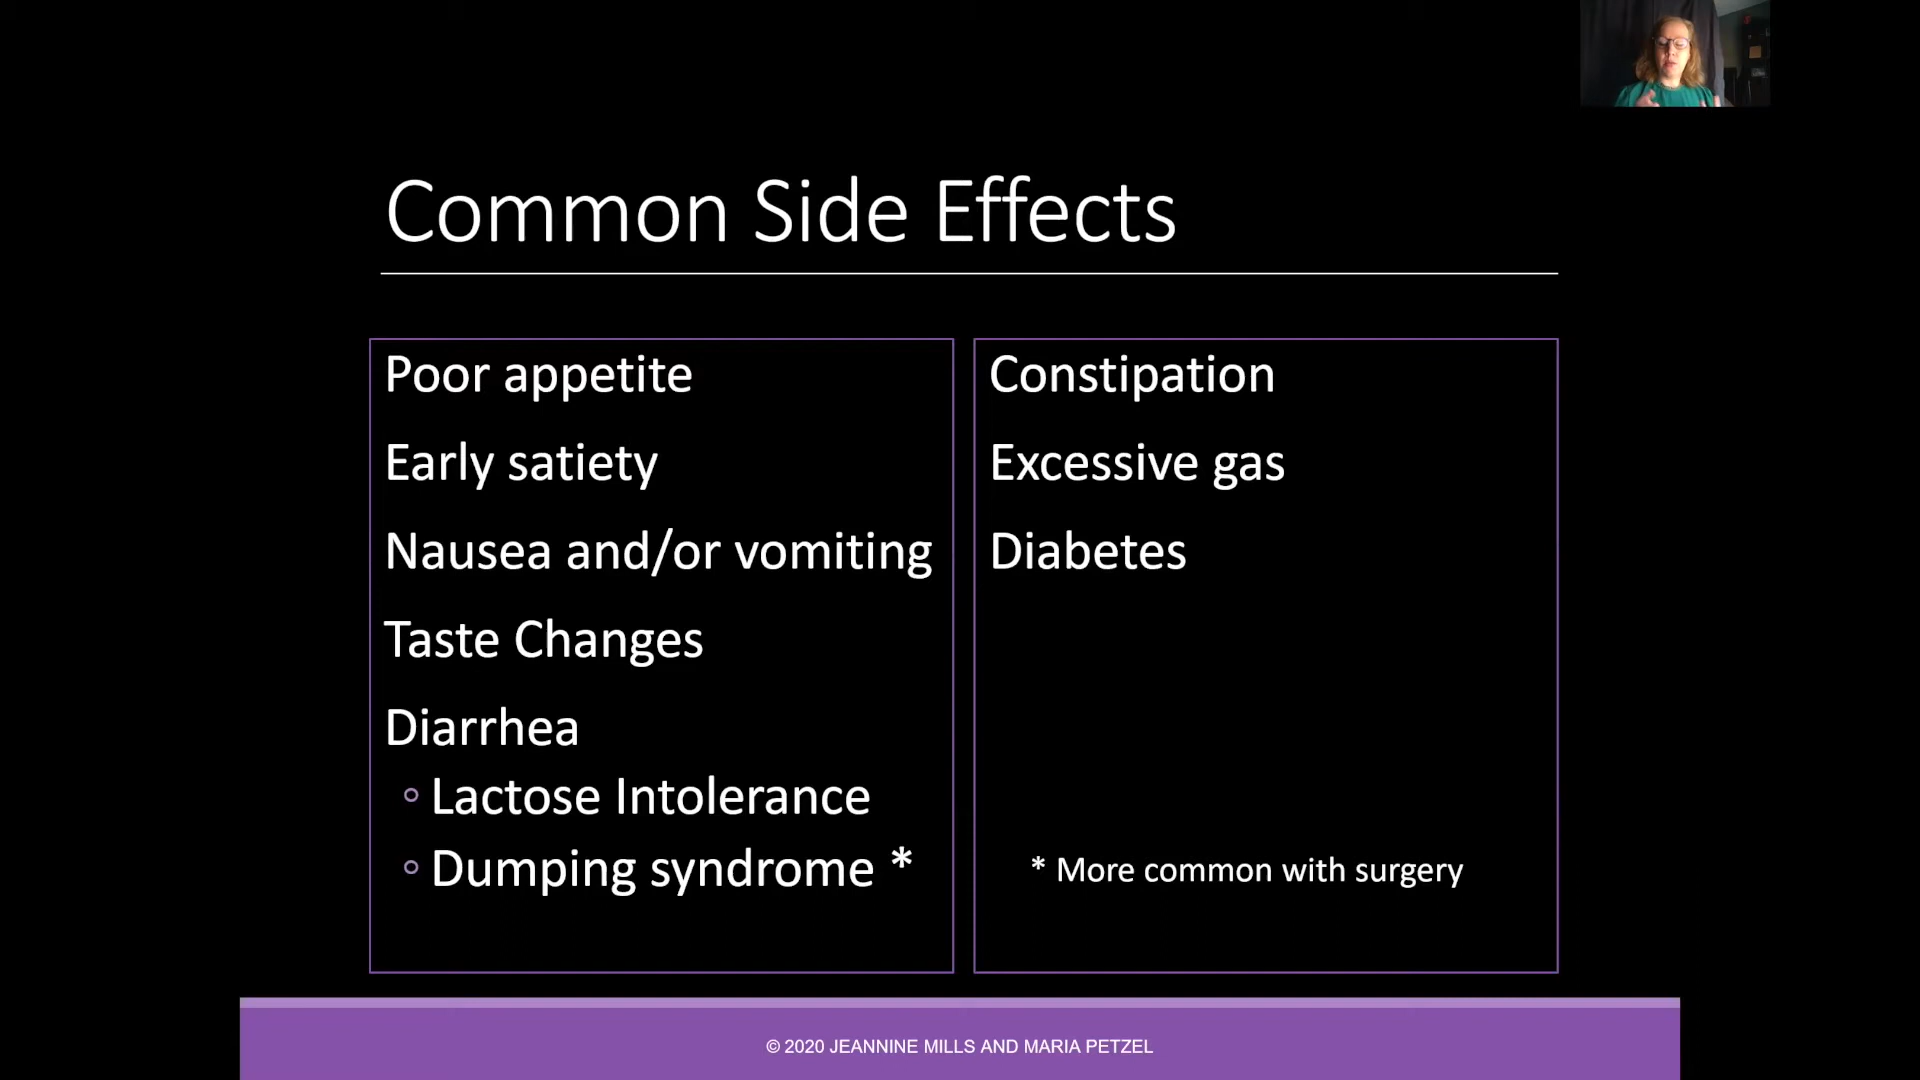 Common Side Effects
Poor appetite
Early satiety
Nausea and/or vomiting
Taste Changes
Diarrhea
Lactose Intolerance
Dumping syndrome *
Constipation
Excessive gas
Diabetes
* More common with surgery
© 2020 JEANNINE MILLS AND MARIA PETZEL